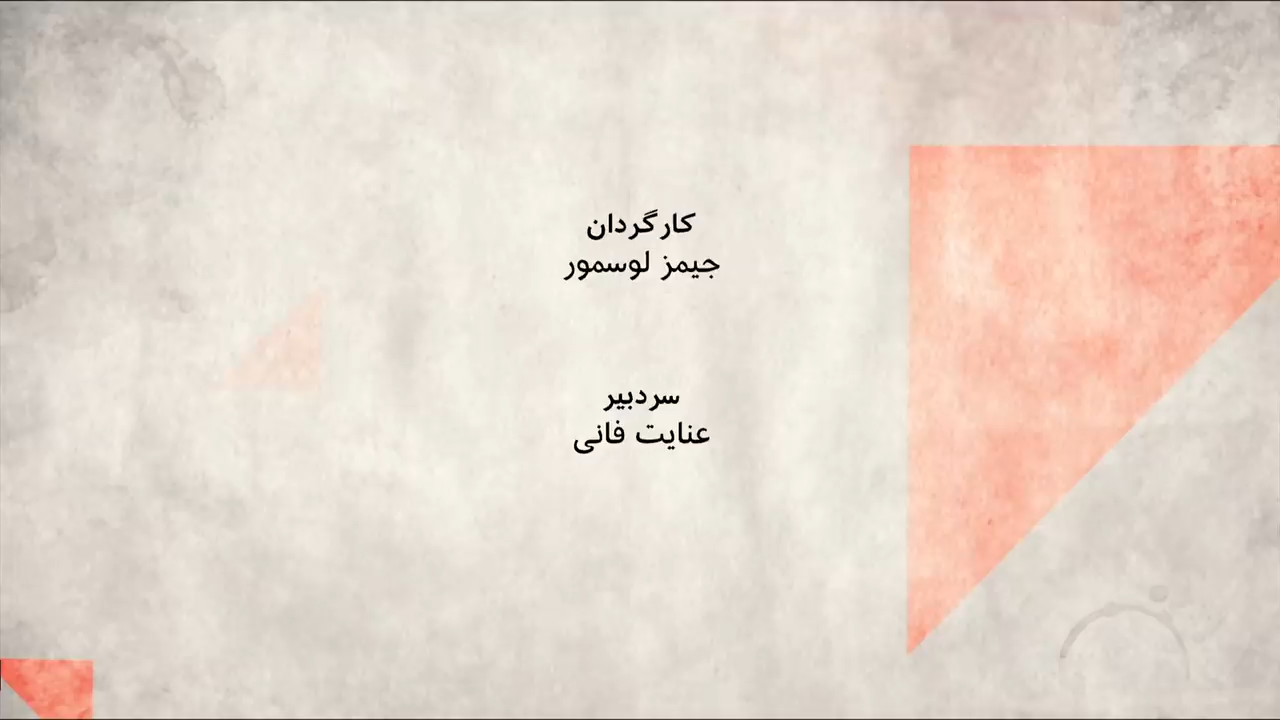 کارگردان
جیمز لوسمور
سردبیر
عنایت فانی